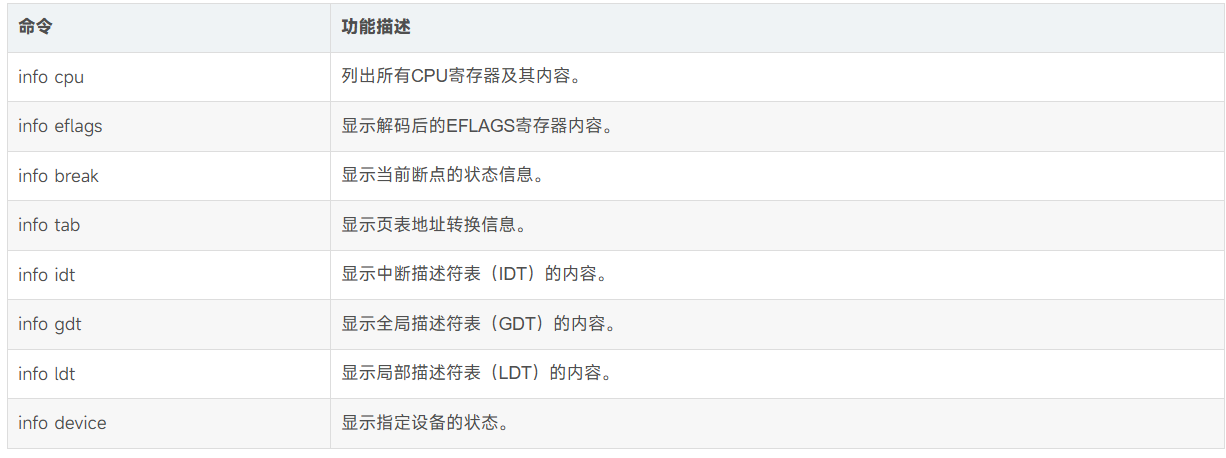 命令 功能描述
info cpu 列出所有CPU寄存器及其内容。
info eflags 显示解码后的EFLAGS寄存器内容。
info break 显示当前断点的状态信息。
info tab 显示页表地址转换信息。
info idt 显示中断描述符表（IDT）的内容。
info gdt 显示全局描述符表（GDT）的内容。
info ldt 显示局部描述符表（LDT）的内容。
info device 显示指定设备的状态。